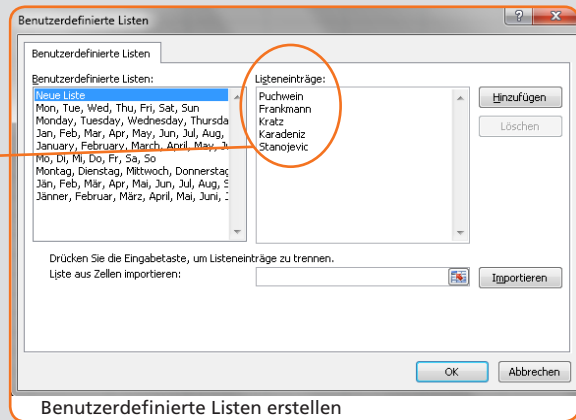 Benutzerdefinierte Listen
Benutzerdefinierte Listen
Benutzerdefinierte Listen:
Neue Liste
Mon, Tue, Wed, Thu, Fri, Sat, Sun
Monday, Tuesday, Wednesday, Thursda
Jan, Feb, Mar, Apr, May, Jun, Jul, Aug,
January, February, March, April, May, Ju
Mo, Di, Mi, Do, Fr, Sa, So
Montag, Dienstag, Mittwoch, Donnerstag
Jän, Feb, Mär, Apr, Mai, Jun, Jul, Aug, S
Jänner, Februar, März, April, Mai, Juni, J
Listeneinträge:
Puchwein
Frankmann
Kratz
Karadeniz
Stanojevic
Hinzufügen
Löschen
Drücken Sie die Eingabetaste, um Listeneinträge zu trennen.
Liste aus Zellen importieren:
Importieren
OK
Abbrechen
Benutzerdefinierte Listen erstellen